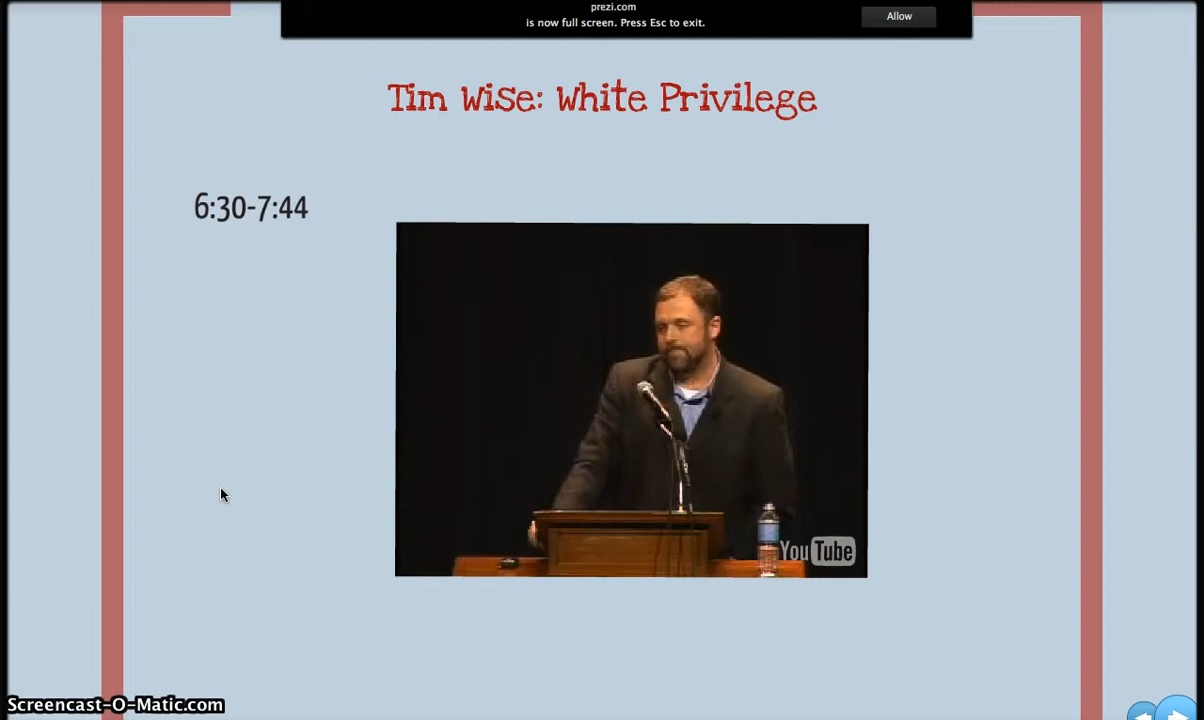 prezi.com
is now full screen. Press Esc to exit.
Allow
Tim Wise: White Privilege
6:30-7:44
YouTube
Screencast-O-Matic.com